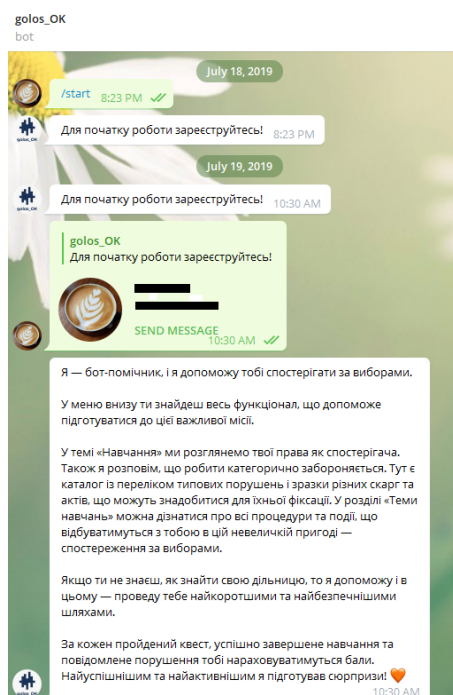 golos_OK
bot
July 18, 2019
/start 8:23 PM
Для початку роботи зареєструйтесь! 8:23 PM
July 19, 2019
Для початку роботи зареєструйтесь! 10:30 AM
golos_OK
Для початку роботи зареєструйтесь!
SEND MESSAGE
10:30 AM
Я — бот-помічник, і я допоможу тобі спостерігати за виборами.
У меню внизу ти знайдеш весь функціонал, що допоможе
підготуватися до цієї важливої місії.
У темі «Навчання» ми розглянемо твої права як спостерігача.
Також я розповім, що робити категорично забороняється. Тут є
каталог із переліком типових порушень і зразки різних скарг та
актів, що можуть знадобитися для їхньої фіксації. У розділі «Теми
навчань» можна дізнатися про всі процедури та події, що
відбуватимуться з тобою в цій невеличкій пригоді —
спостереження за виборами.
Якщо ти не знаєш, як знайти свою дільницю, то я допоможу і в
цьому — проведу тебе найкоротшими та найбезпечнішими
шляхами.
За кожен пройдений квест, успішно завершене навчання та
повідомлене порушення тобі нараховуватимуться бали.
Найуспішнішим та найактивнішим я підготував сюрпризи! 🧡
10:30 AM